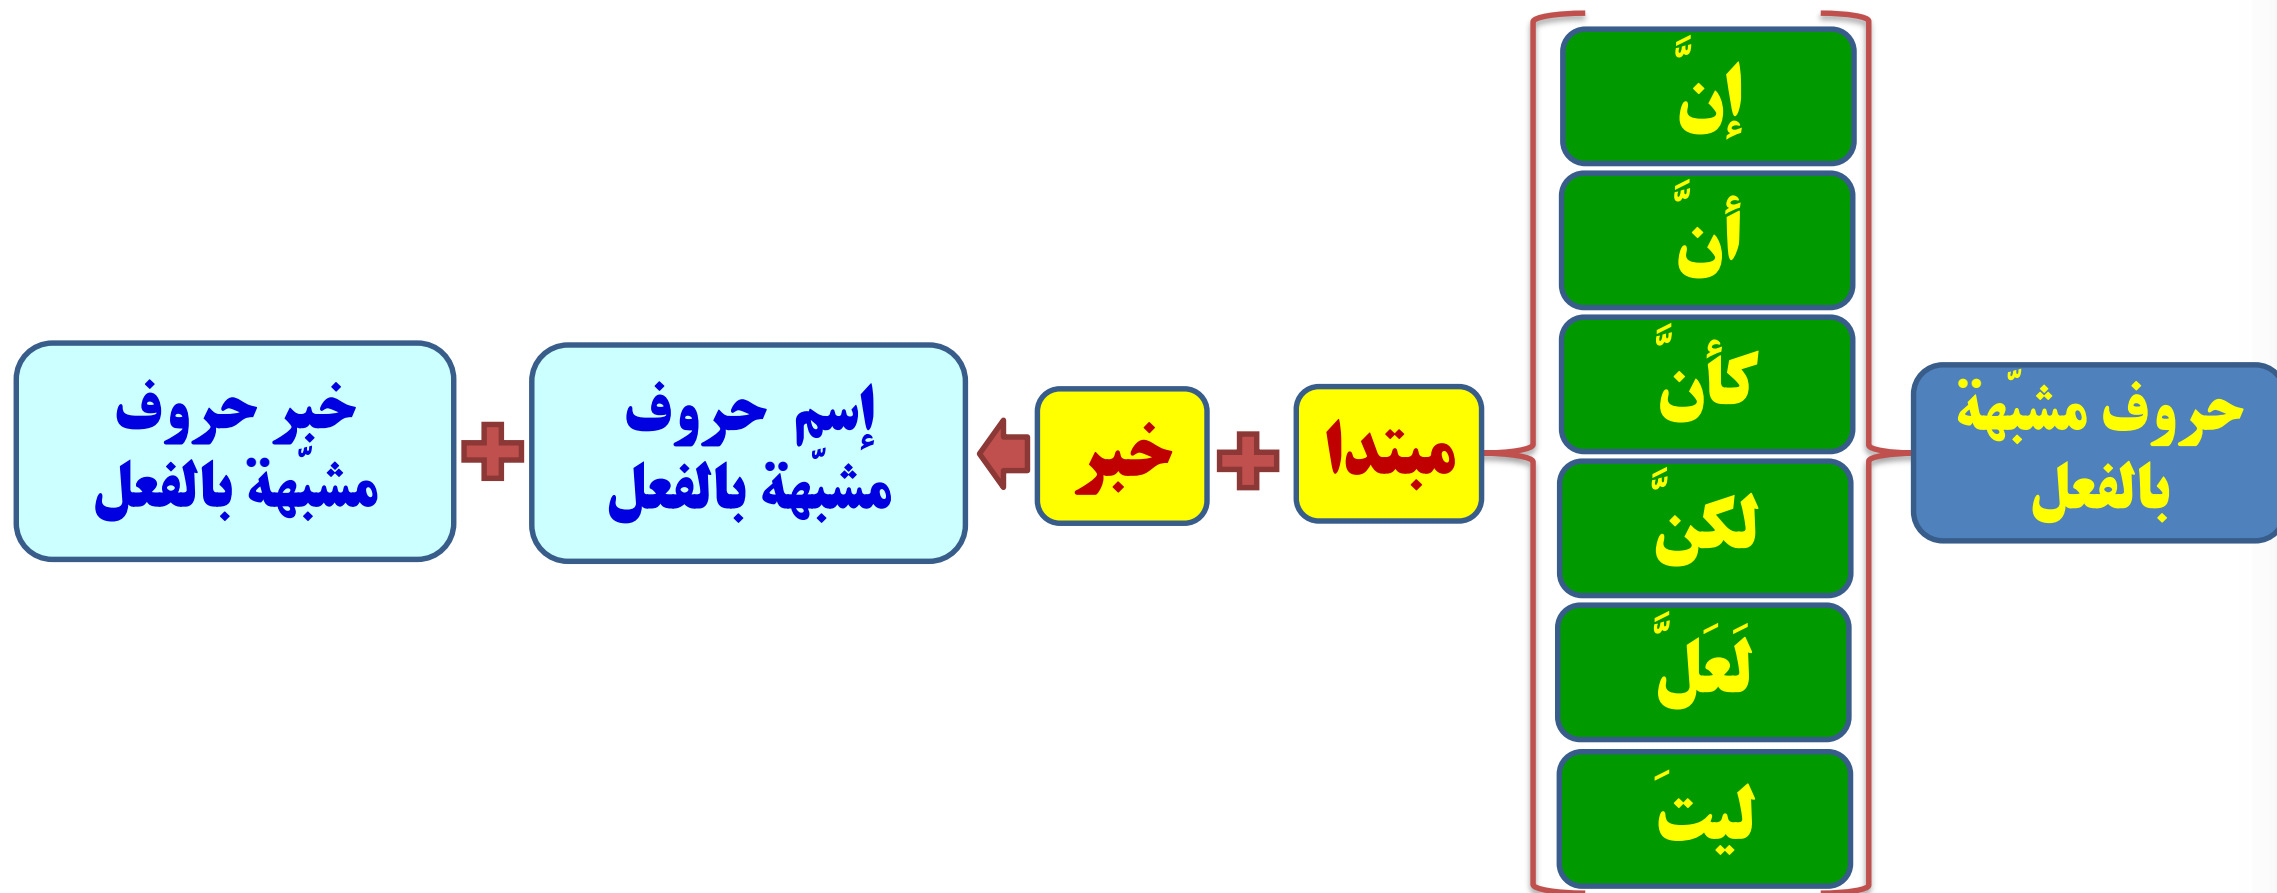 حروف مشبّهة
بالفعل
إنَّ
أنَّ
كأنَّ
لكنَّ
لَعَلَّ
ليتَ
مبتدا
خبر
إسم حروف
مشبّهة بالفعل
خبر حروف
مشبّهة بالفعل